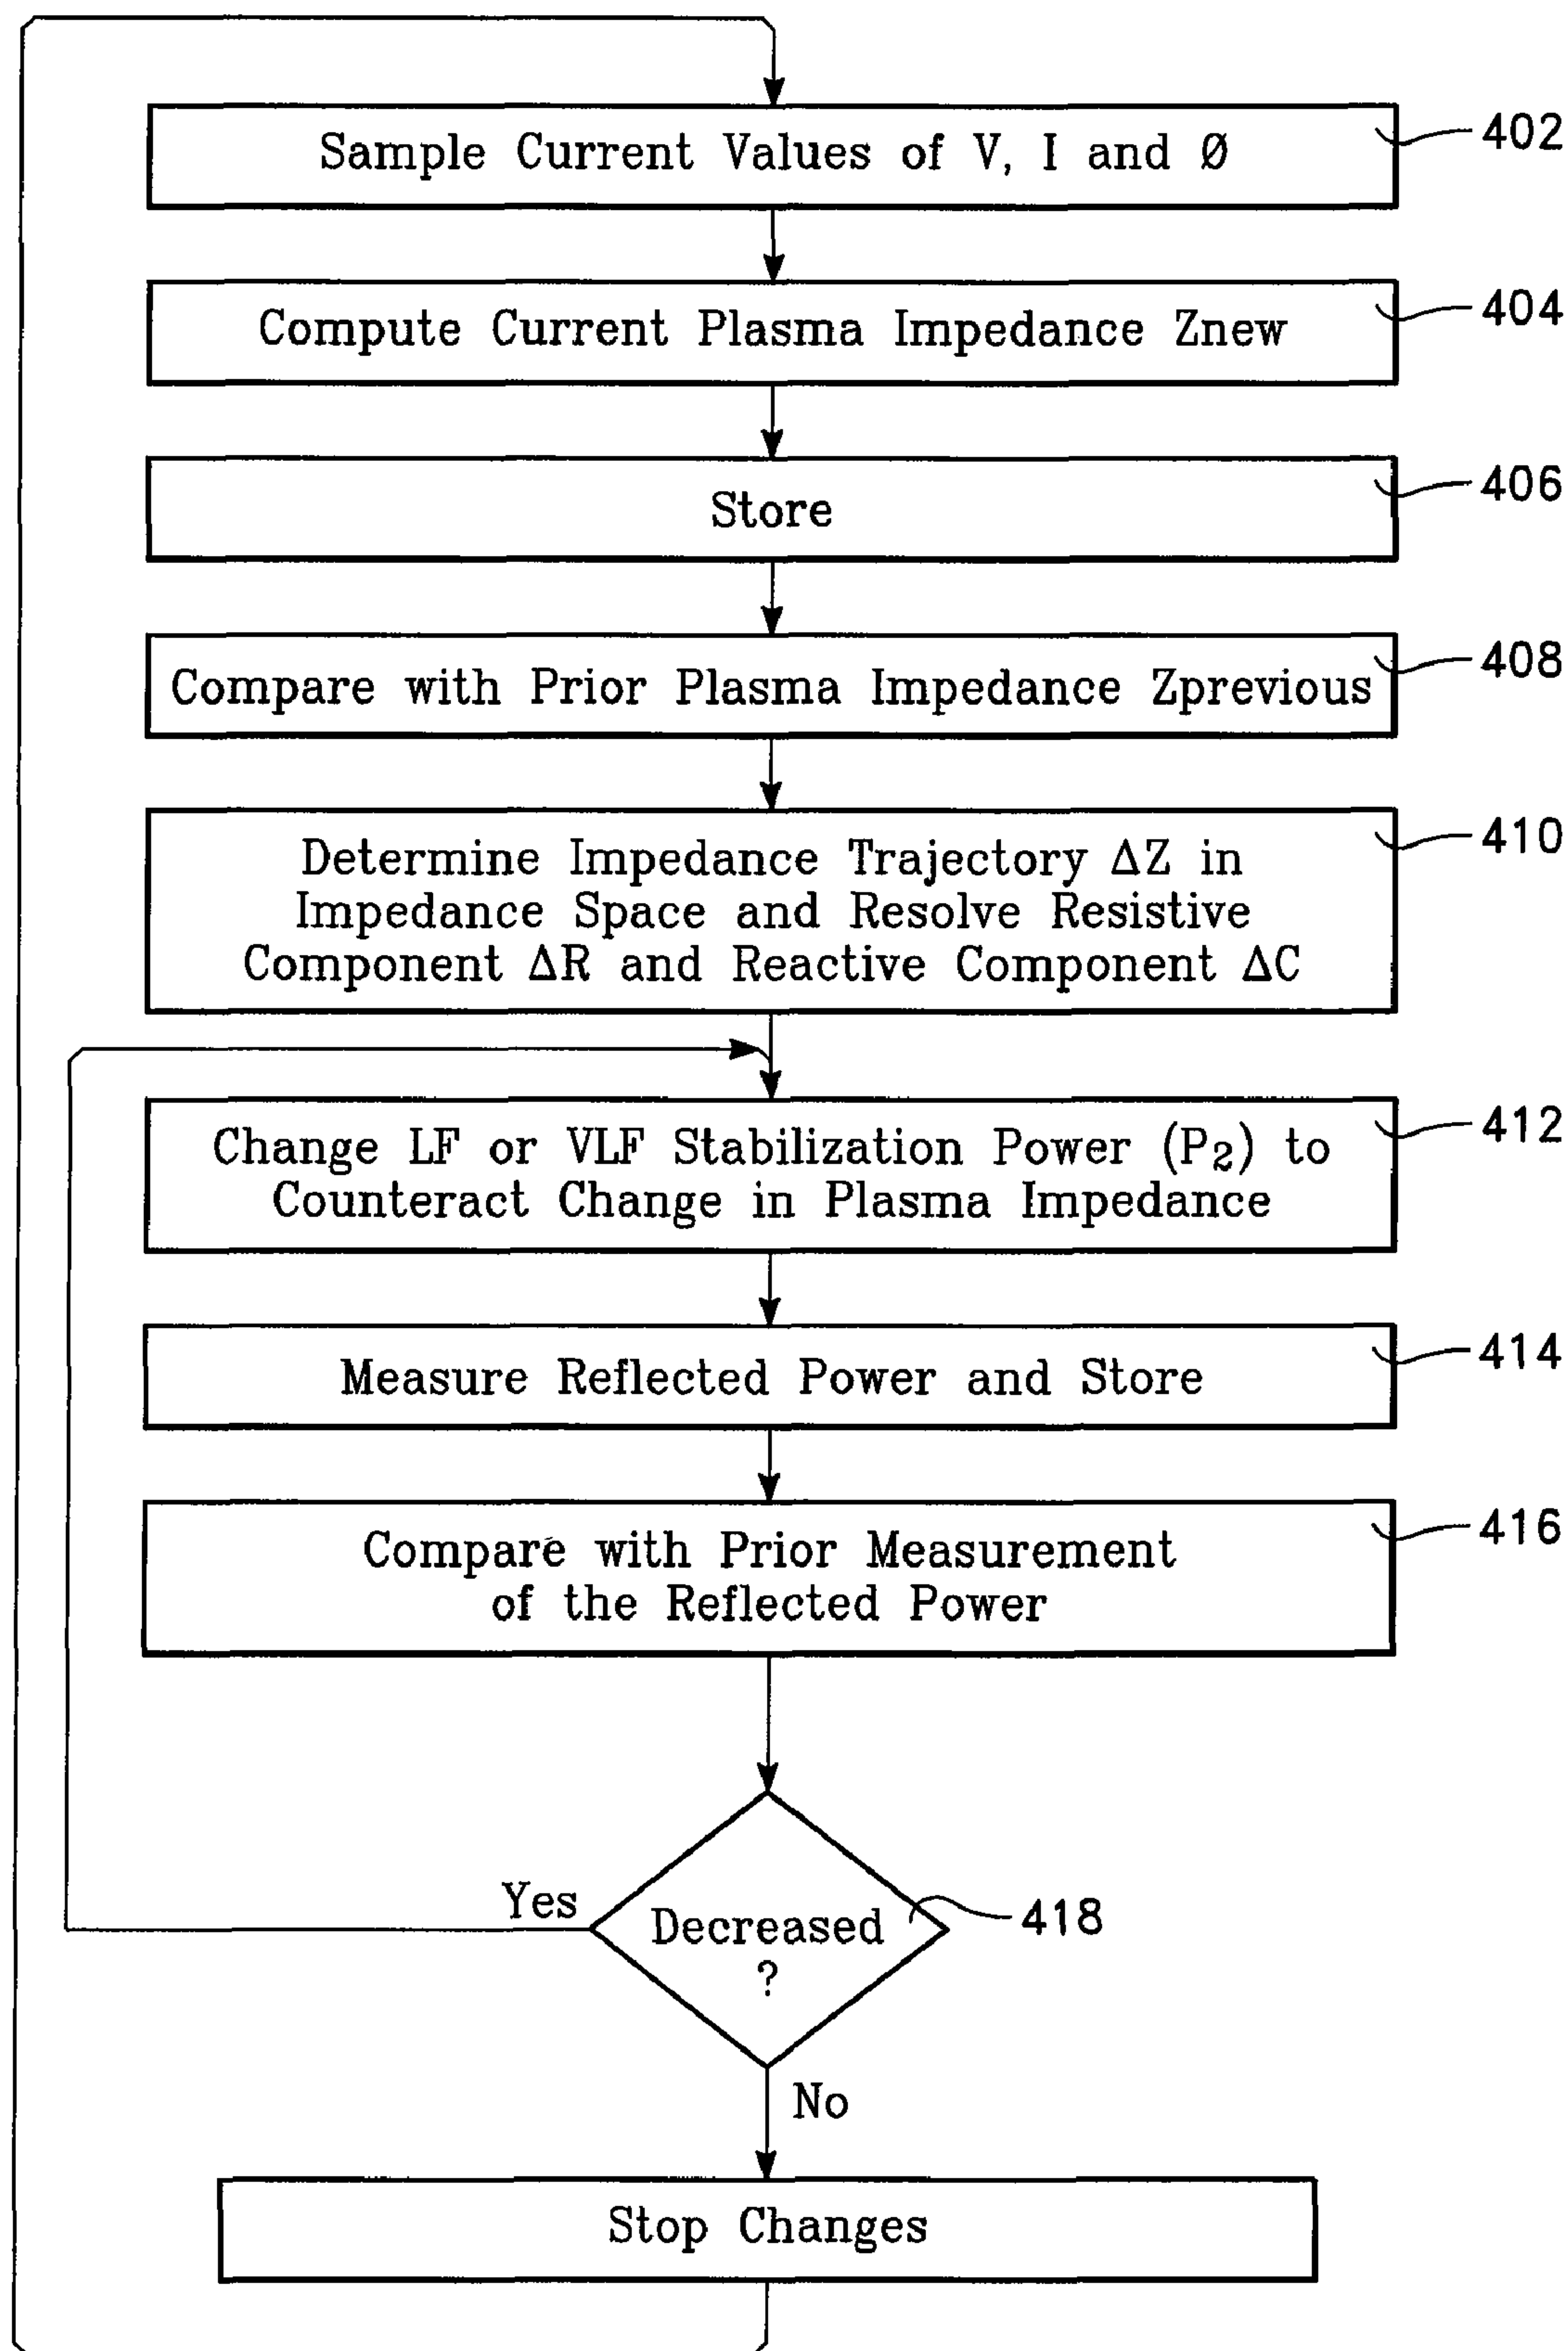 Sample Current Values of V, I and Ø
402
Compute Current Plasma Impedance Znew
404
Store
406
Compare with Prior Plasma Impedance Zprevious
408
Determine Impedance Trajectory ΔZ in
Impedance Space and Resolve Resistive
Component ΔR and Reactive Component ΔC
410
Change LF or VLF Stabilization Power (P2) to
Counteract Change in Plasma Impedance
412
Measure Reflected Power and Store
414
Compare with Prior Measurement
of the Reflected Power
416
Yes
Decreased
?
418
No
Stop Changes